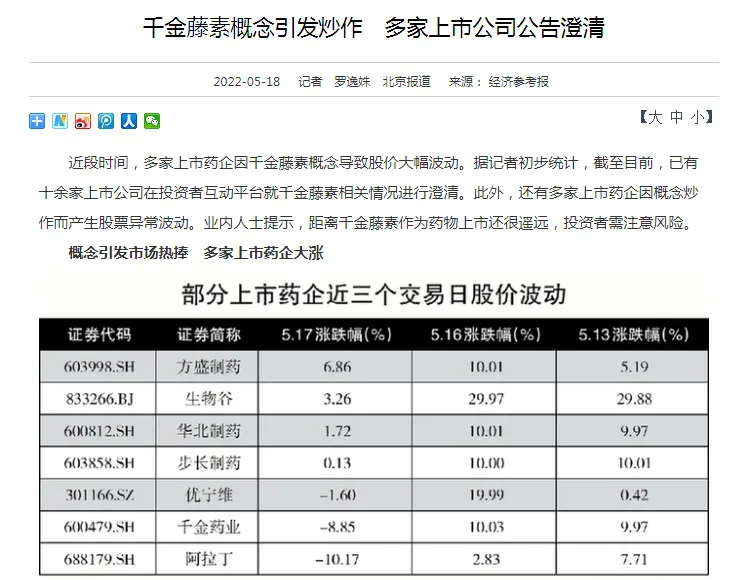 千金藤素概念引发炒作 多家上市公司公告澄清
2022-05-18 记者 罗逸姝 北京报道 来源： 经济参考报
【大 中 小】
近段时间，多家上市药企因千金藤素概念导致股价大幅波动。据记者初步统计，截至目前，已有
十余家上市公司在投资者互动平台就千金藤素相关情况进行澄清。此外，还有多家上市药企因概念炒
作而产生股票异常波动。业内人士提示，距离千金藤素作为药物上市还很遥远，投资者需注意风险。
概念引发市场热捧 多家上市药企大涨
部分上市药企近三个交易日股价波动
证券代码 证券简称 5.17涨跌幅(%) 5.16涨跌幅(%) 5.13涨跌幅(%)
603998.SH 方盛制药 6.86 10.01 5.19
833266.BJ 生物谷 3.26 29.97 29.88
600812.SH 华北制药 1.72 10.01 9.97
603858.SH 步长制药 0.13 10.00 10.01
301166.SZ 优宁维 -1.60 19.99 0.42
600479.SH 千金药业 -8.85 10.03 9.97
688179.SH 阿拉丁 -10.17 2.83 7.71